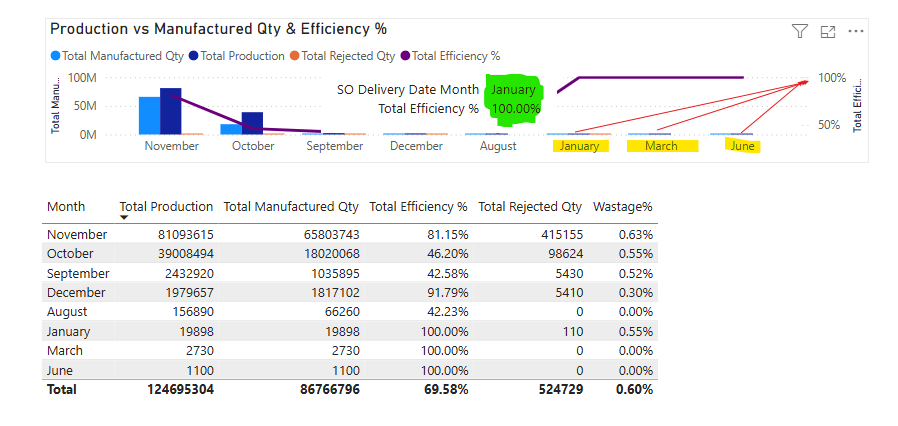 Production vs Manufactured Qty & Efficiency %
Total Manufactured Qty Total Production Total Rejected Qty Total Efficiency %
Total Manu...
100M
50M
0M
SO Delivery Date Month January
Total Efficiency % 100.00%
100%
50%
Total Effici...
November October September December August January March June
Month Total Production Total Manufactured Qty Total Efficiency % Total Rejected Qty Wastage%
November 81093615 65803743 81.15% 415155 0.63%
October 39008494 18020068 46.20% 98624 0.55%
September 2432920 1035895 42.58% 5430 0.52%
December 1979657 1817102 91.79% 5410 0.30%
August 156890 66260 42.23% 0 0.00%
January 19898 19898 100.00% 110 0.55%
March 2730 2730 100.00% 0 0.00%
June 1100 1100 100.00% 0 0.00%
Total 124695304 86766796 69.58% 524729 0.60%